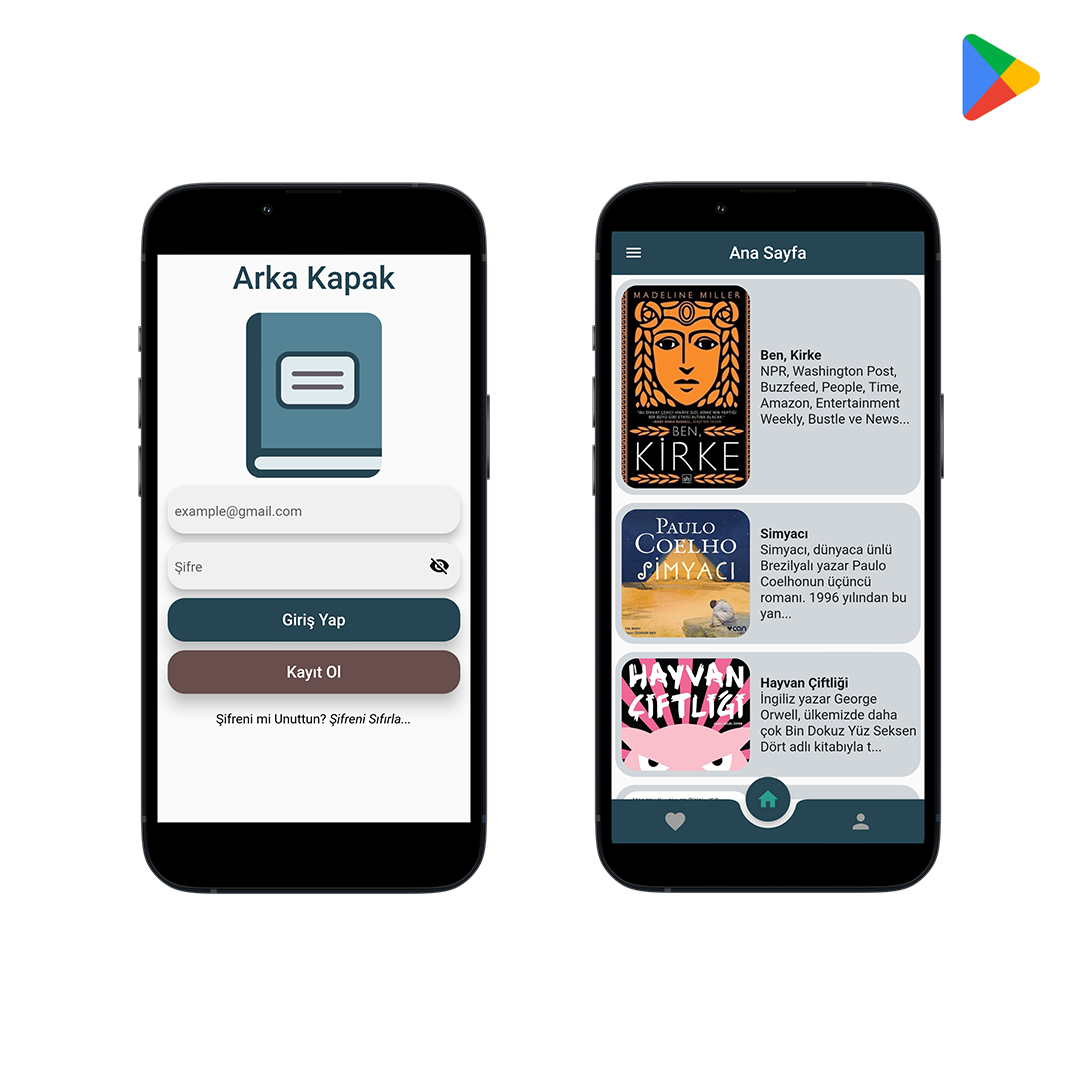 Arka Kapak
example@gmail.com
Şifre
Giriş Yap
Kayıt Ol
Şifreni mi Unuttun? Şifreni Sıfırla...
Ana Sayfa
MADELINE MILLER
BEN,
KİRKE
Ben, Kirke
NPR, Washington Post,
Buzzfeed, People, Time,
Amazon, Entertainment
Weekly, Bustle ve News...
PAULO
COELHO
SİMYACI
can
Simyacı
Simyacı, dünyaca ünlü
Brezilyalı yazar Paulo
Coelhonun üçüncü
romanı. 1996 yılından bu
yan...
HAYVAN
ÇİFTLİĞİ
Hayvan Çiftliği
İngiliz yazar George
Orwell, ülkemizde daha
çok Bin Dokuz Yüz Seksen
Dört adlı kitabıyla t...